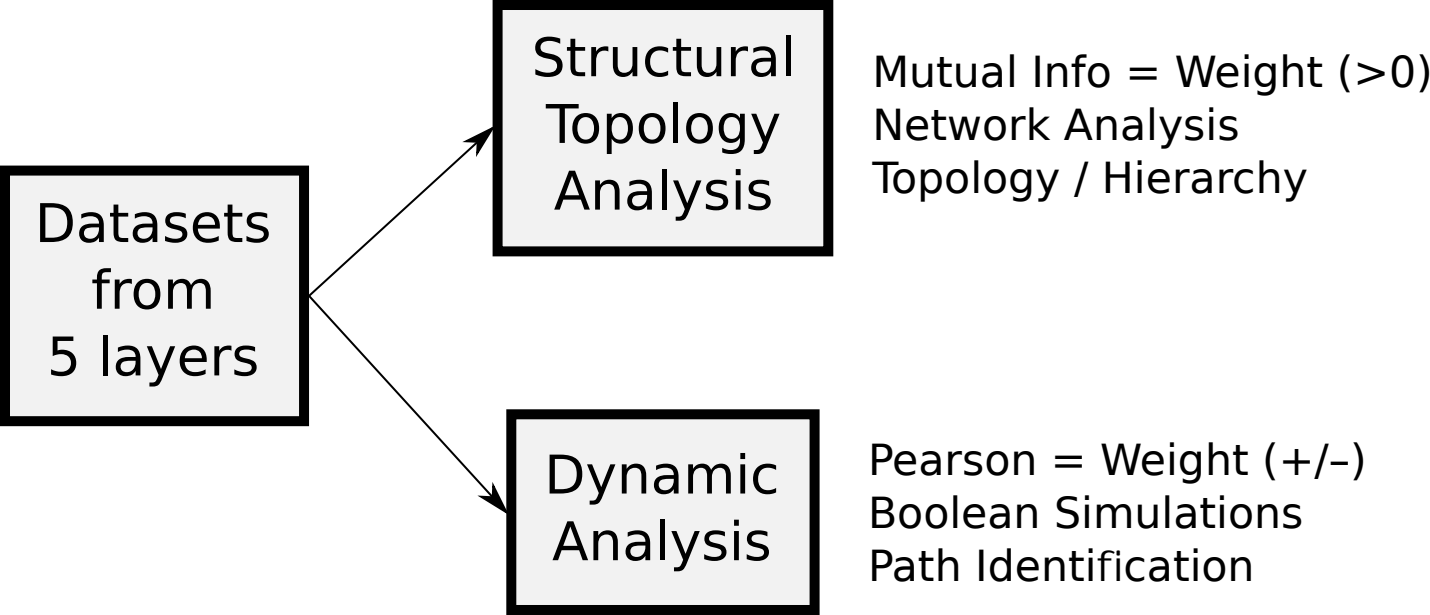 Datasets
from
5 layers
Structural
Topology
Analysis
Mutual Info = Weight (>0)
Network Analysis
Topology / Hierarchy
Dynamic
Analysis
Pearson = Weight (+/–)
Boolean Simulations
Path Identification